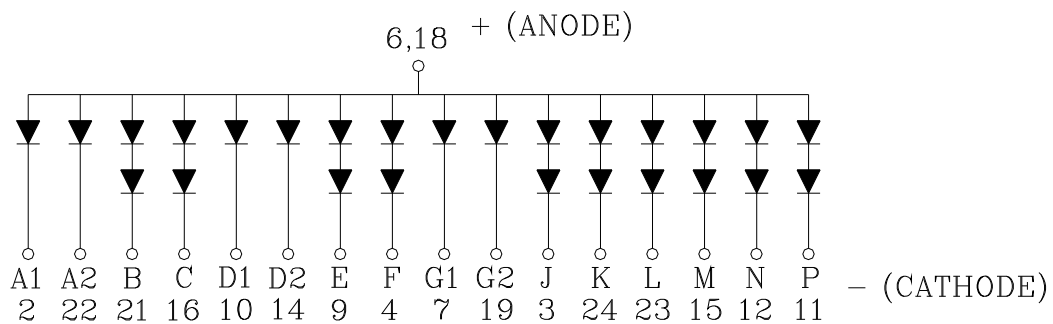 6,18 + (ANODE)
A1 A2 B C D1 D2 E F G1 G2 J K L M N P
2 22 21 16 10 14 9 4 7 19 3 24 23 15 12 11 – (CATHODE)